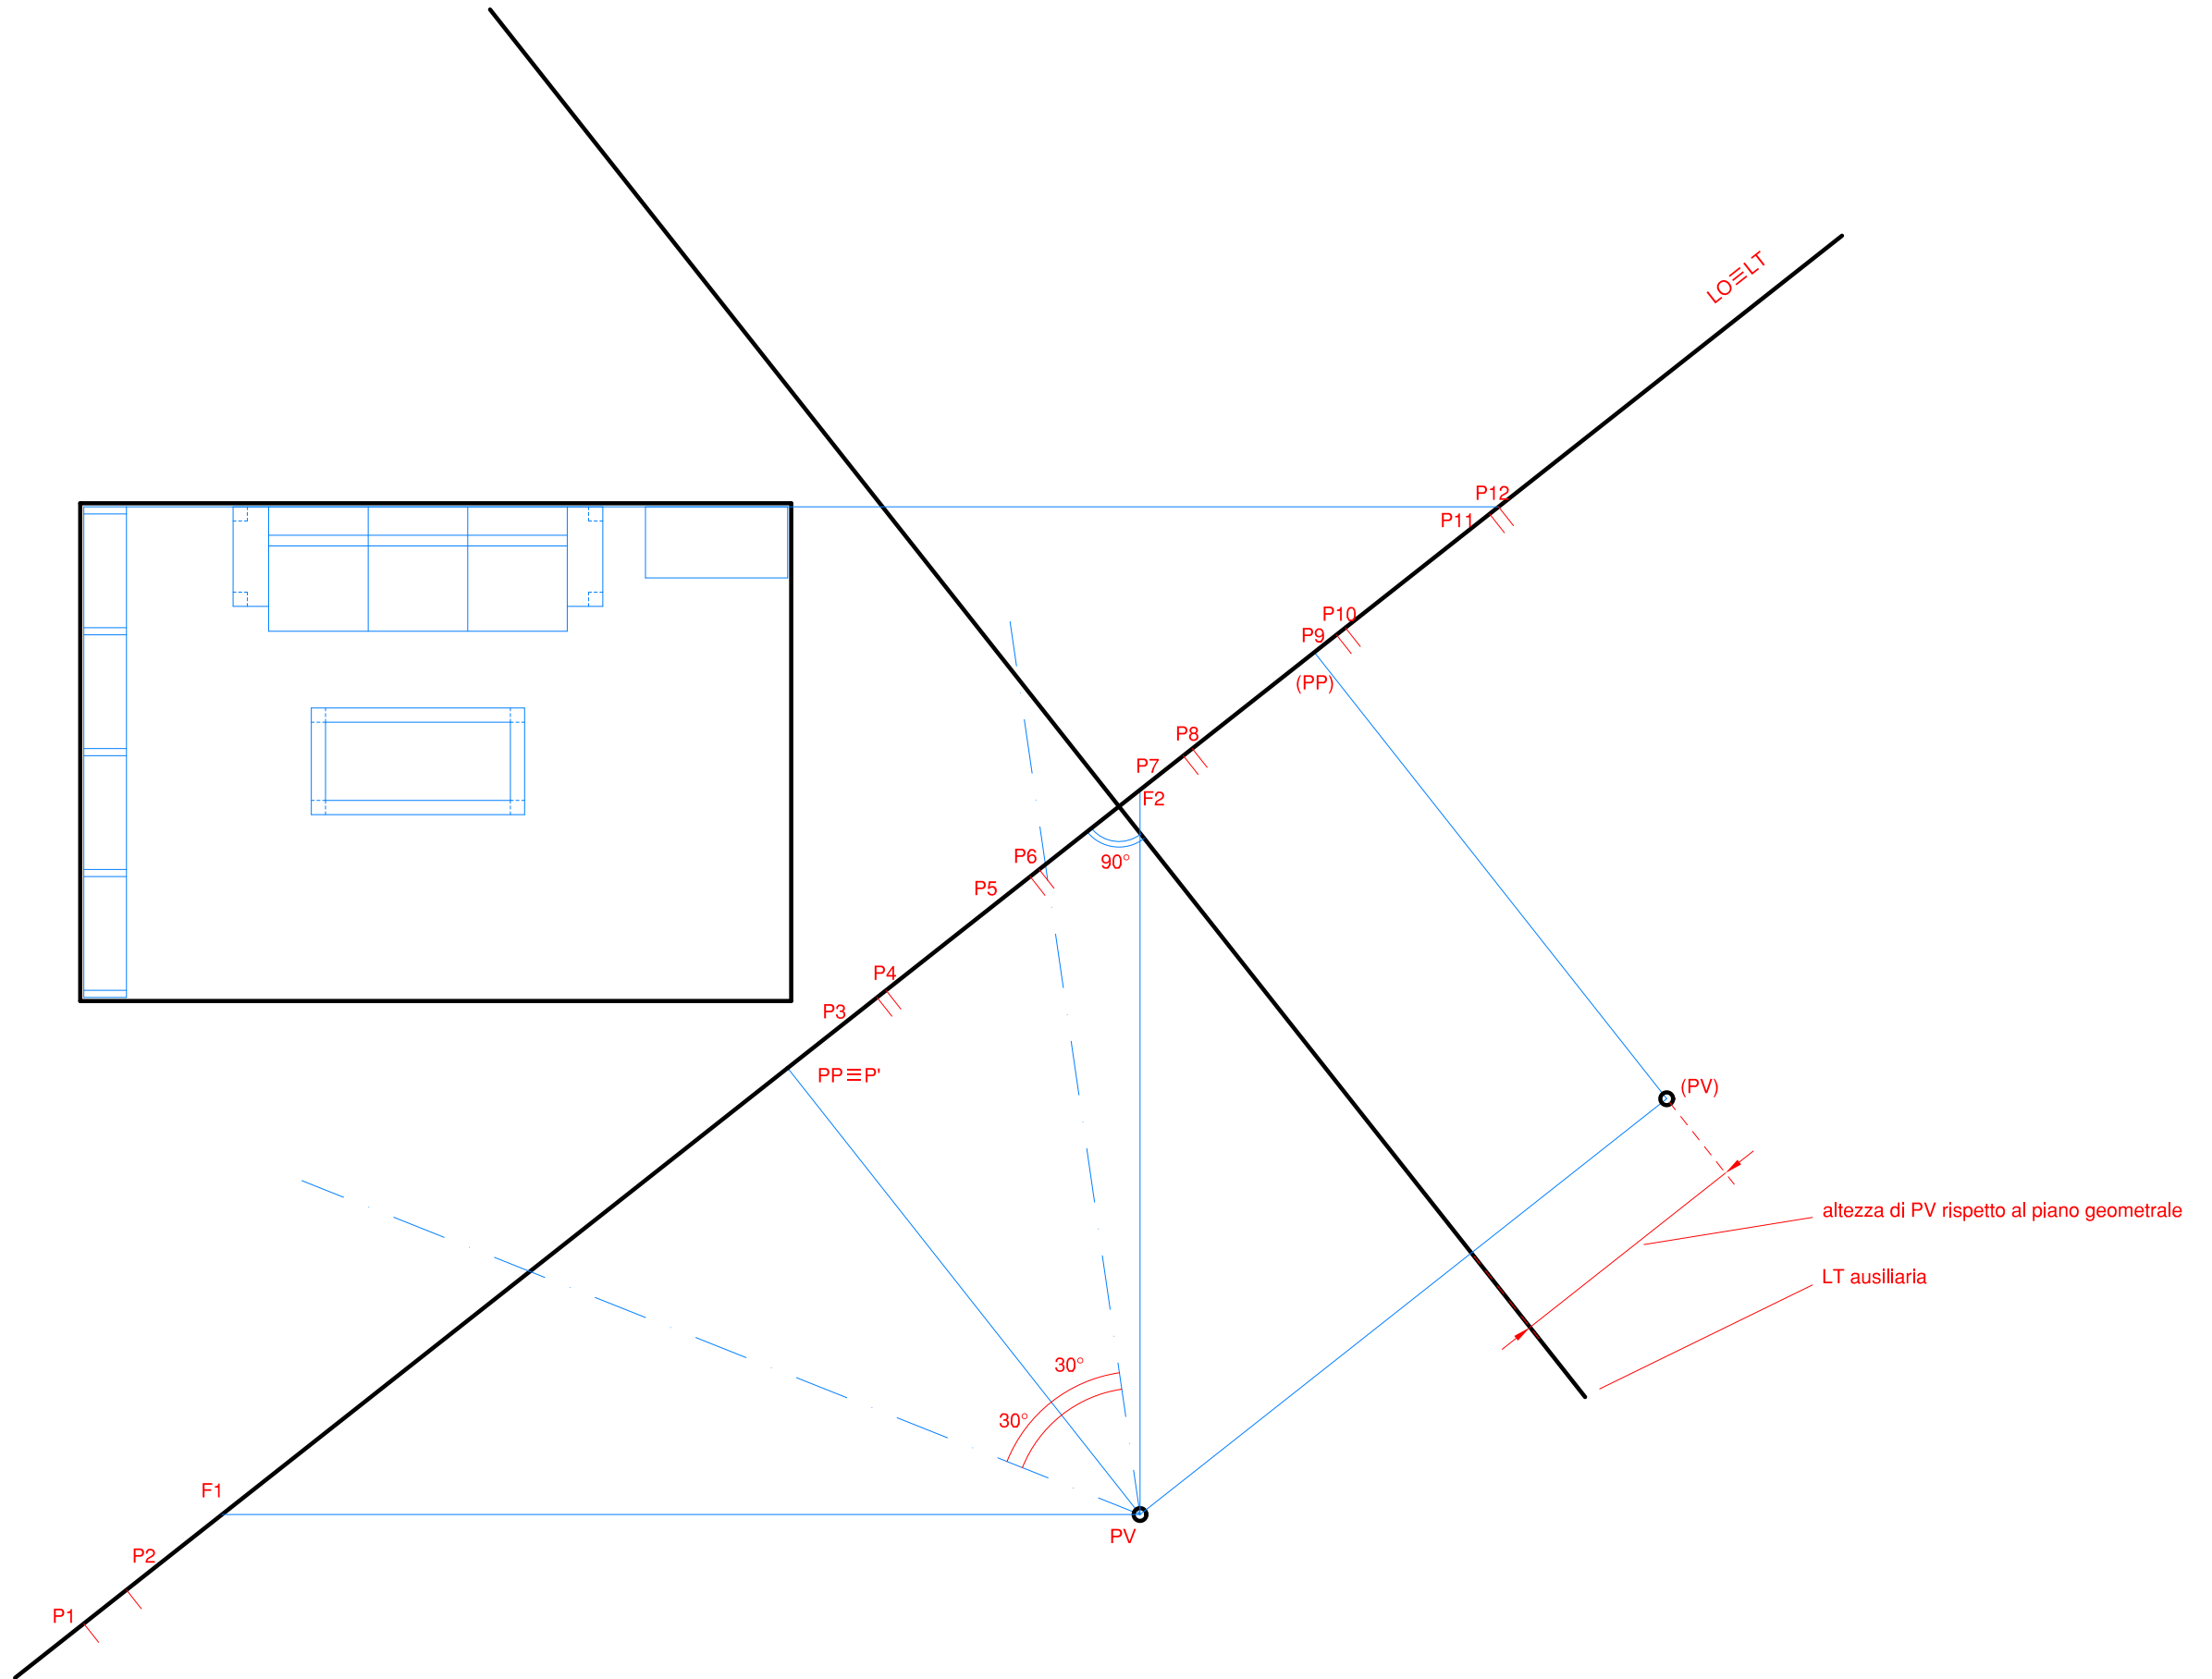 LO≡LT
P12
P11
P10
P9
(PP)
P8
P7
F2
P6
90°
P5
P4
P3
PP≡P'
(PV)
altezza di PV rispetto al piano geometrale
LT ausiliaria
30°
30°
F1
PV
P2
P1